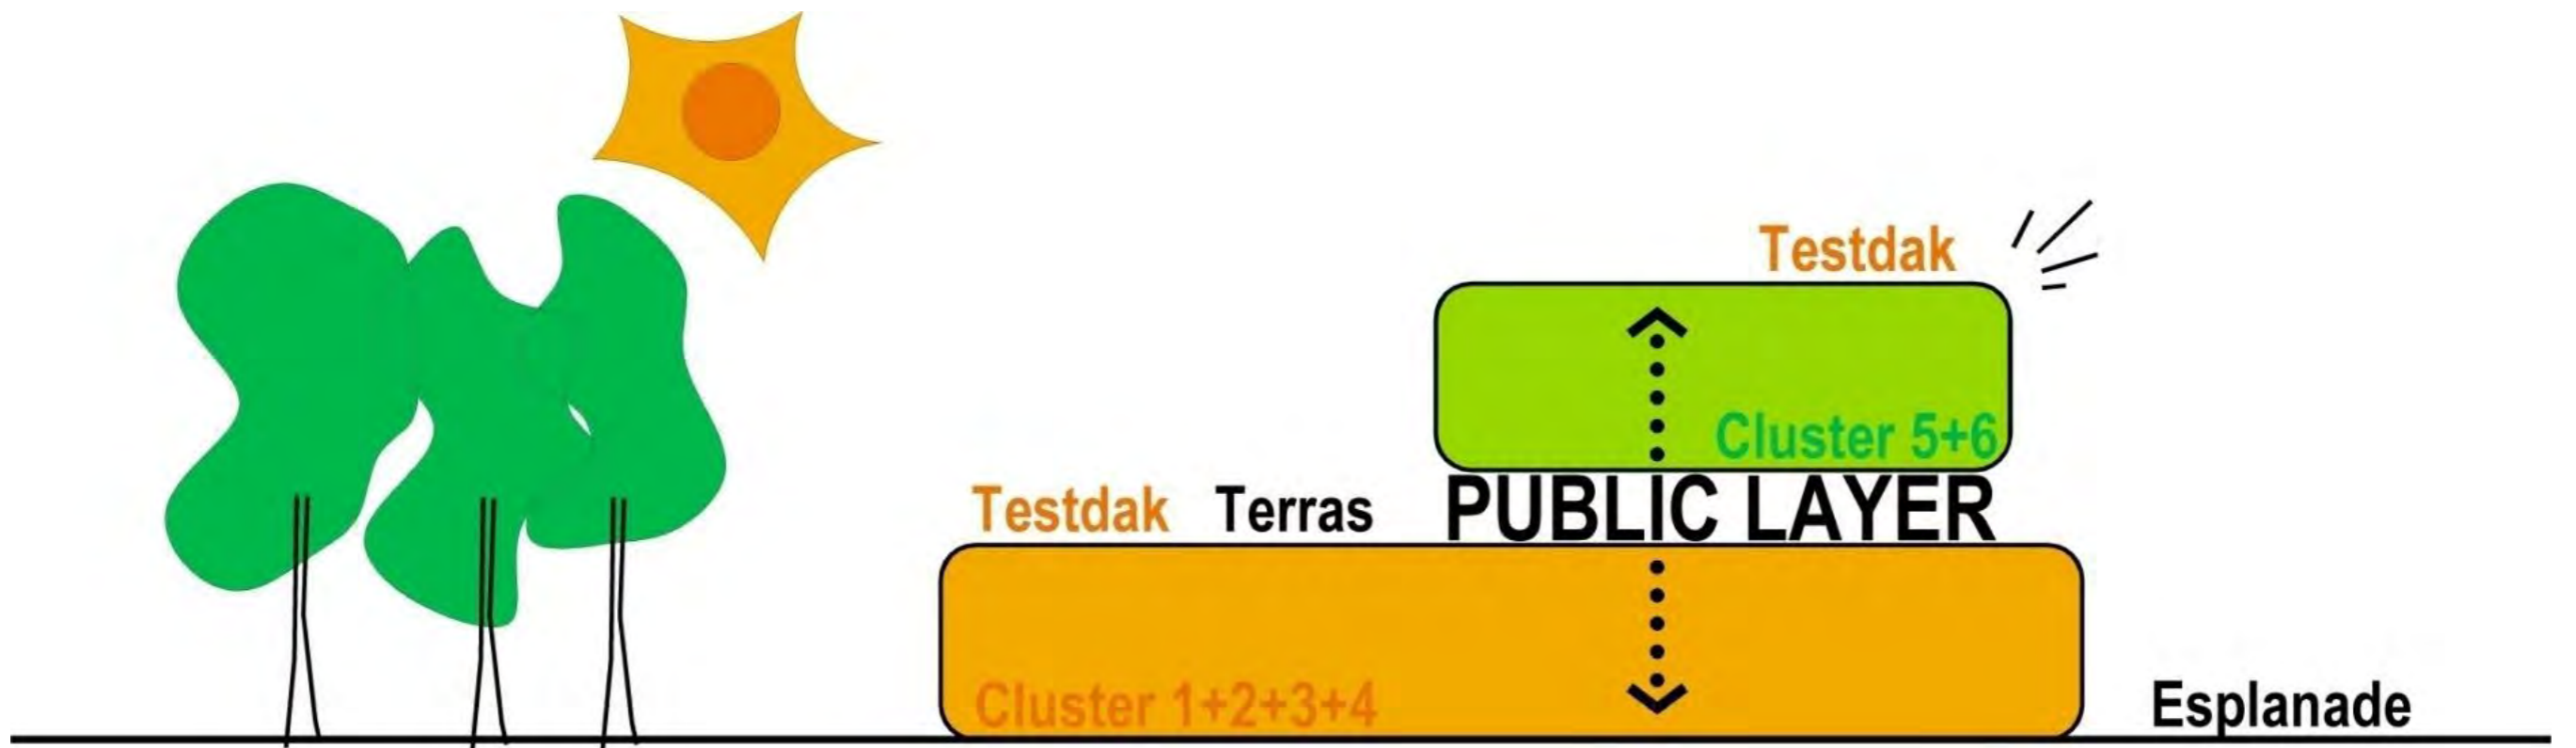 Testdak
Cluster 5+6
Testdak Terras PUBLIC LAYER
Cluster 1+2+3+4
Esplanade